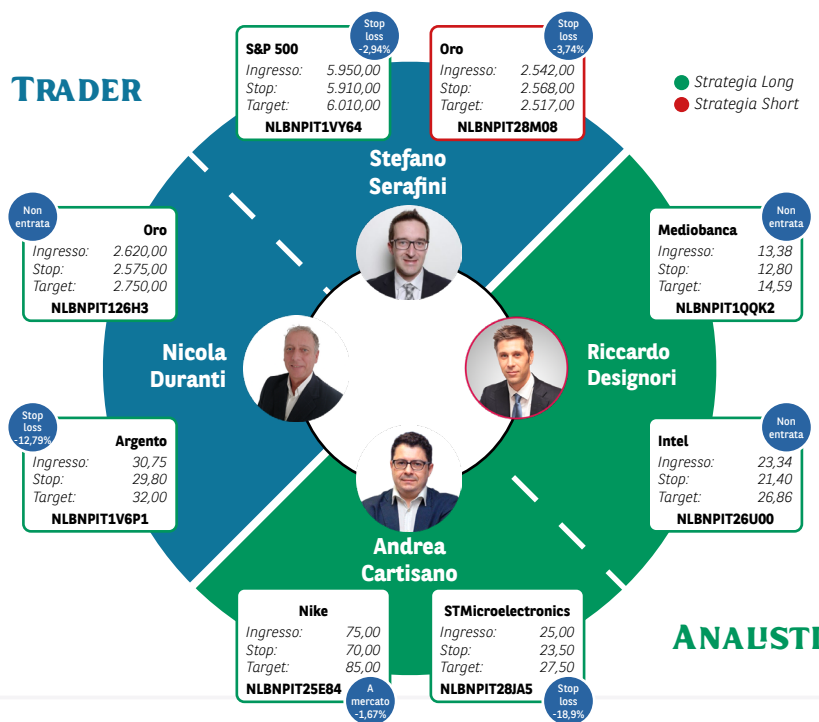 TRADER
Stop
loss
-2,94%
S&P 500
Ingresso: 5.950,00
Stop: 5.910,00
Target: 6.010,00
NLBNPIT1VY64
Stop
loss
-3,74%
Oro
Ingresso: 2.542,00
Stop: 2.568,00
Target: 2.517,00
NLBNPIT28M08
Strategia Long
Strategia Short
Stefano
Serafini
Non
entrata
Oro
Ingresso: 2.620,00
Stop: 2.575,00
Target: 2.750,00
NLBNPIT126H3
Non
entrata
Mediobanca
Ingresso: 13,38
Stop: 12,80
Target: 14,59
NLBNPIT1QQK2
Nicola
Duranti
Riccardo
Designori
Stop
loss
-12,79%
Argento
Ingresso: 30,75
Stop: 29,80
Target: 32,00
NLBNPIT1V6P1
Non
entrata
Intel
Ingresso: 23,34
Stop: 21,40
Target: 26,86
NLBNPIT26U00
Andrea
Cartisano
Nike
Ingresso: 75,00
Stop: 70,00
Target: 85,00
NLBNPIT25E84
A
mercato
-1,67%
STMicroelectronics
Ingresso: 25,00
Stop: 23,50
Target: 27,50
NLBNPIT28JA5
Stop
loss
-18,9%
ANALISTI